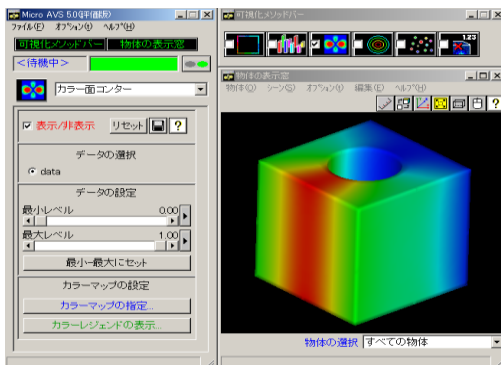 Micro AVS 5.0(評価版)
ファイル(F) オプション(O) ヘルプ(H)
可視化メソッドバー 物体の表示窓
<待機中>
カラー面コンター
表示/非表示 リセット ?
データの選択
data
データの設定
最小レベル 0.00
最大レベル 1.00
最小-最大にセット
カラーマップの設定
カラーマップの指定...
カラーレジェンドの表示...
可視化メソッドバー
1.23
物体の表示窓
物体(O) シーン(S) オプション(O) 編集(E) ヘルプ(H)
?
物体の選択 すべての物体